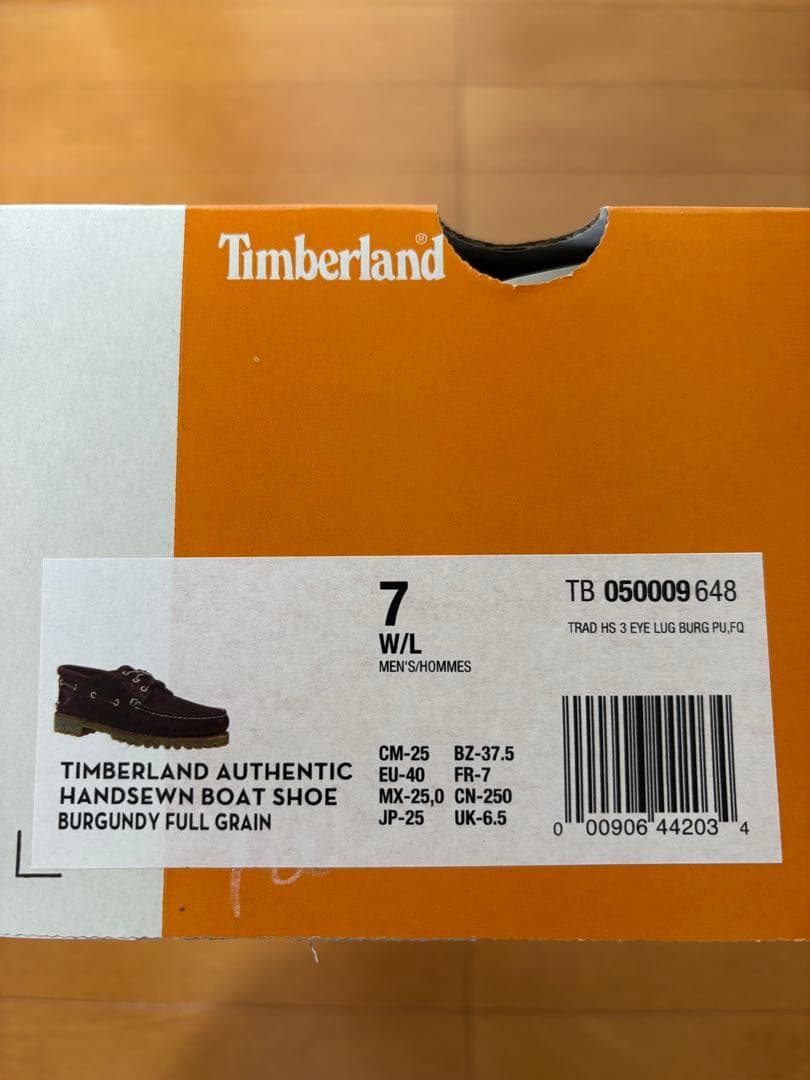 Timberland®
7
W/L
MEN'S/HOMMES
TB 050009 648
TRAD HS 3 EYE LUG BURG PU,FQ
TIMBERLAND AUTHENTIC
HANDSEWN BOAT SHOE
BURGUNDY FULL GRAIN
CM-25 BZ-37.5
EU-40 FR-7
MX-25,0 CN-250
JP-25 UK-6.5
0 00906 44203 4